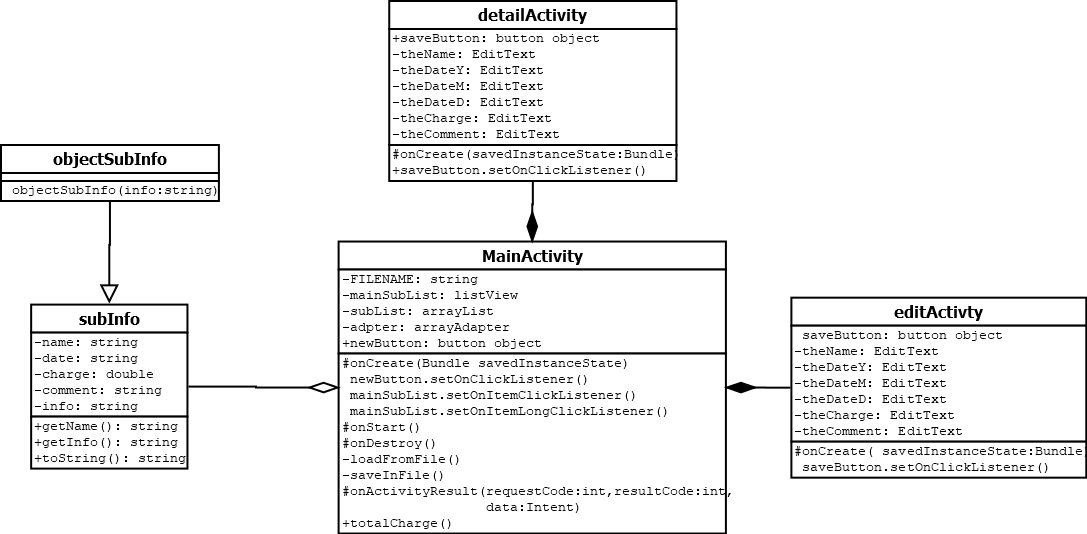 detailActivity
+saveButton: button object
-theName: EditText
-theDateY: EditText
-theDateM: EditText
-theDateD: EditText
-theCharge: EditText
-theComment: EditText
#onCreate(savedInstanceState:Bundle)
+saveButton.setOnClickListener()
objectSubInfo
objectSubInfo(info:string)
MainActivity
-FILENAME: string
-mainSubList: listView
-subList: arrayList
-adpter: arrayAdapter
+newButton: button object
#onCreate(Bundle savedInstanceState)
newButton.setOnClickListener()
mainSubList.setOnItemClickListener()
mainSubList.setOnItemLongClickListener()
#onStart()
#onDestroy()
-loadFromFile()
-saveInFile()
#onActivityResult(requestCode:int,resultCode:int,
data:Intent)
+totalCharge()
subInfo
-name: string
-date: string
-charge: double
-comment: string
-info: string
+getName(): string
+getInfo(): string
+toString(): string
editActivty
saveButton: button object
-theName: EditText
-theDateY: EditText
-theDateM: EditText
-theDateD: EditText
-theCharge: EditText
-theComment: EditText
#onCreate( savedInstanceState:Bundle)
saveButton.setOnClickListener()